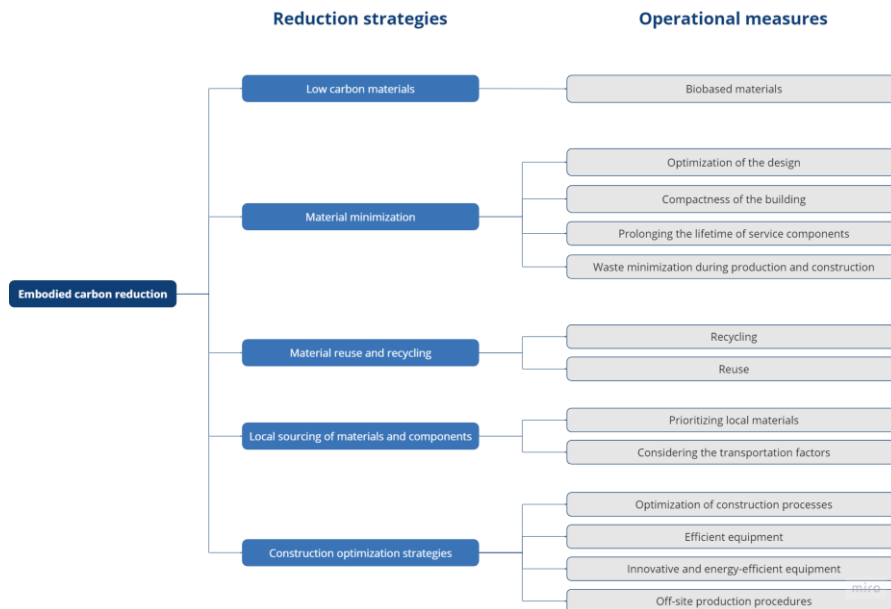 Reduction strategies
Operational measures
Low carbon materials
Biobased materials
Optimization of the design
Compactness of the building
Material minimization
Prolonging the lifetime of service components
Waste minimization during production and construction
Embodied carbon reduction
Recycling
Material reuse and recycling
Reuse
Prioritizing local materials
Local sourcing of materials and components
Considering the transportation factors
Optimization of construction processes
Efficient equipment
Construction optimization strategies
Innovative and energy-efficient equipment
miro
Off-site production procedures